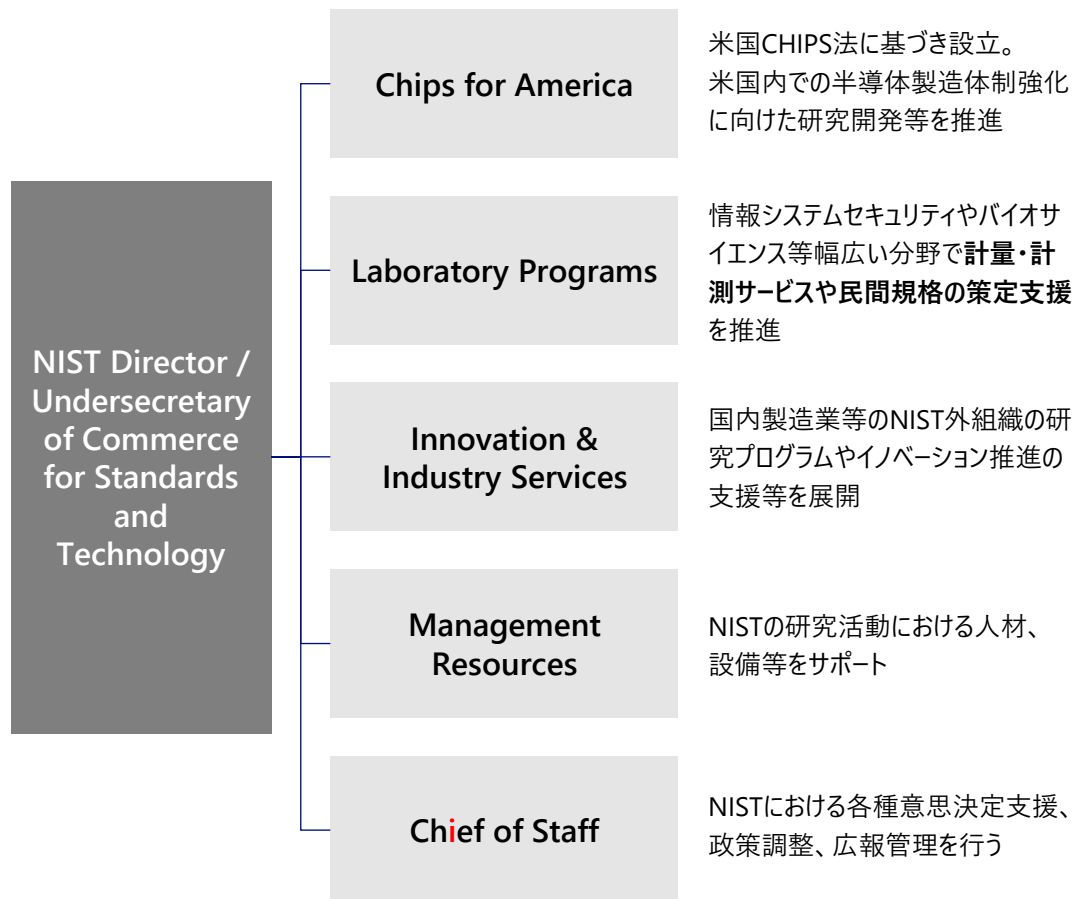 Chips for America
米国CHIPS法に基づき設立。
米国内での半導体製造体制強化
に向けた研究開発等を推進
Laboratory Programs
情報システムセキュリティやバイオサ
イエンス等幅広い分野で計量・計
測サービスや民間規格の策定支援
を推進
NIST Director /
Undersecretary
of Commerce
for Standards
and
Technology
Innovation &
Industry Services
国内製造業等のNIST外組織の研
究プログラムやイノベーション推進の
支援等を展開
Management
Resources
NISTの研究活動における人材、
設備等をサポート
Chief of Staff
NISTにおける各種意思決定支援、
政策調整、広報管理を行う